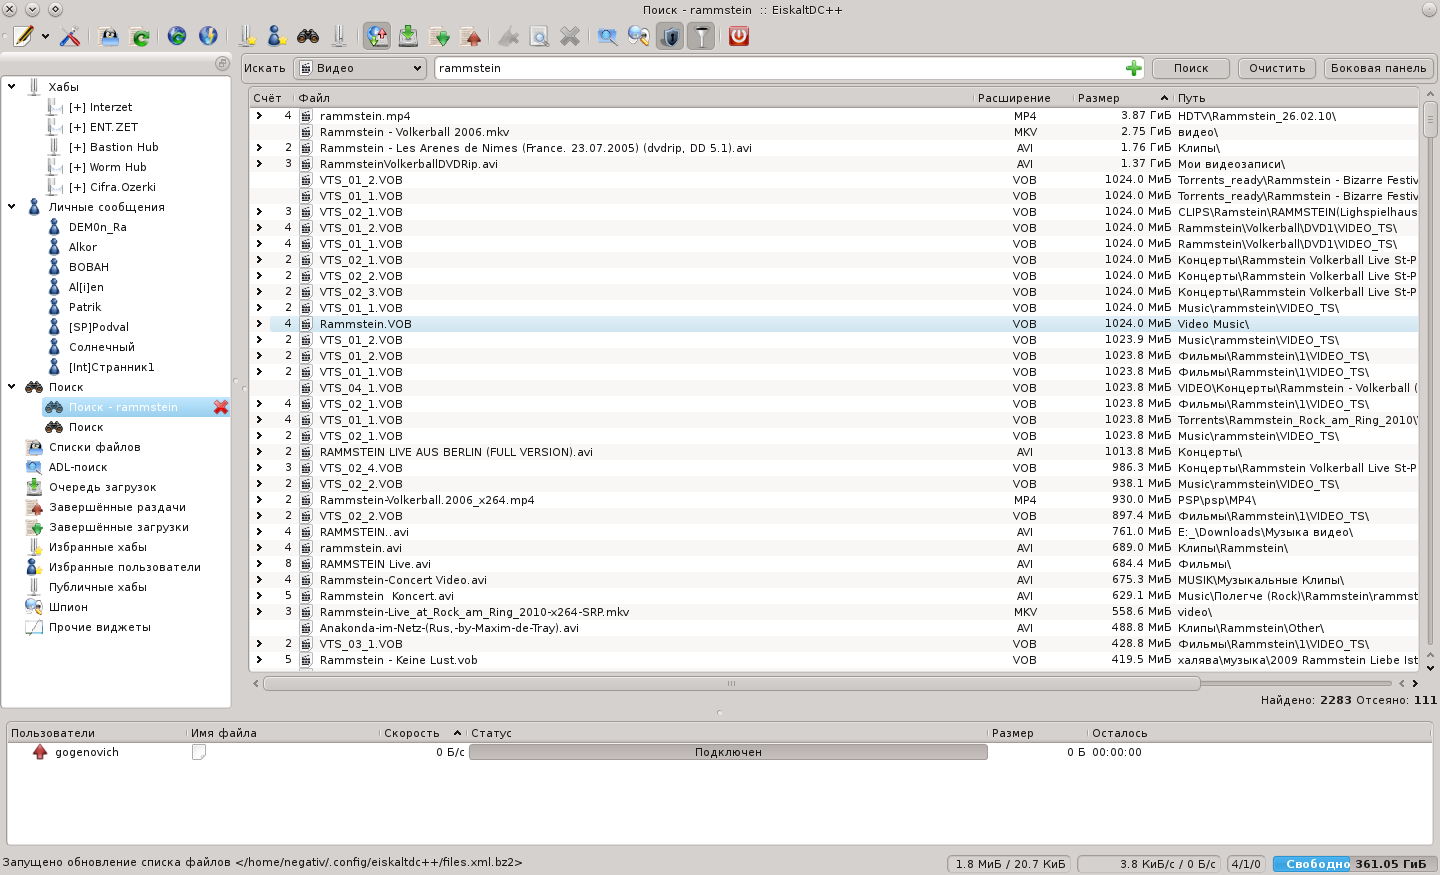 Поиск - rammstein :: EiskaltDC++
Искать Видео rammstein Поиск Очистить Боковая панель
Хабы
[+] Interzet
[+] ENT.ZET
[+] Bastion Hub
[+] Worm Hub
[+] Cifra.Ozerki
Личные сообщения
DEM0n_Ra
Alkor
BOBAH
Al[i]en
Patrik
[SP]Podval
Солнечный
[Int]Странник1
Поиск
Поиск - rammstein
Поиск
Списки файлов
ADL-поиск
Очередь загрузок
Завершённые раздачи
Завершённые загрузки
Избранные хабы
Избранные пользователи
Публичные хабы
Шпион
Прочие виджеты
Счёт Файл Расширение Размер Путь
4 rammstein.mp4 MP4 3.87 ГиБ HDTV\Rammstein_26.02.10\
Rammstein - Volkerball 2006.mkv MKV 2.75 ГиБ видео\
2 Rammstein - Les Arenes de Nimes (France. 23.07.2005) (dvdrip, DD 5.1).avi AVI 1.76 ГиБ Клипы\
3 RammsteinVolkerballDVDRip.avi AVI 1.37 ГиБ Мои видеозаписи\
VTS_01_2.VOB VOB 1024.0 МиБ Torrents_ready\Rammstein - Bizarre Festiv
VTS_01_1.VOB VOB 1024.0 МиБ Torrents_ready\Rammstein - Bizarre Festiv
3 VTS_02_1.VOB VOB 1024.0 МиБ CLIPS\Ramstein\RAMMSTEIN(Lighspielhaus
4 VTS_01_2.VOB VOB 1024.0 МиБ Rammstein\Volkerball\DVD1\VIDEO_TS\
4 VTS_01_1.VOB VOB 1024.0 МиБ Rammstein\Volkerball\DVD1\VIDEO_TS\
2 VTS_02_1.VOB VOB 1024.0 МиБ Концерты\Rammstein Volkerball Live St-P
2 VTS_02_2.VOB VOB 1024.0 МиБ Концерты\Rammstein Volkerball Live St-P
2 VTS_02_3.VOB VOB 1024.0 МиБ Концерты\Rammstein Volkerball Live St-P
2 VTS_01_1.VOB VOB 1024.0 МиБ Music\rammstein\VIDEO_TS\
4 Rammstein.VOB VOB 1024.0 МиБ Video Music\
2 VTS_01_2.VOB VOB 1023.9 МиБ Music\rammstein\VIDEO_TS\
2 VTS_01_2.VOB VOB 1023.8 МиБ Фильмы\Rammstein\1\VIDEO_TS\
2 VTS_01_1.VOB VOB 1023.8 МиБ Фильмы\Rammstein\1\VIDEO_TS\
VTS_04_1.VOB VOB 1023.8 МиБ VIDEO\Концерты\Rammstein - Volkerball (
4 VTS_02_1.VOB VOB 1023.8 МиБ Фильмы\Rammstein\1\VIDEO_TS\
4 VTS_01_1.VOB VOB 1023.8 МиБ Torrents\Rammstein_Rock_am_Ring_2010\
2 VTS_02_1.VOB VOB 1023.8 МиБ Music\rammstein\VIDEO_TS\
2 RAMMSTEIN LIVE AUS BERLIN (FULL VERSION).avi AVI 1013.8 МиБ Концерты\
3 VTS_02_4.VOB VOB 986.3 МиБ Концерты\Rammstein Volkerball Live St-P
2 VTS_02_2.VOB VOB 938.1 МиБ Music\rammstein\VIDEO_TS\
2 Rammstein-Volkerball.2006_x264.mp4 MP4 930.0 МиБ PSP\psp\MP4\
2 VTS_02_2.VOB VOB 897.4 МиБ Фильмы\Rammstein\1\VIDEO_TS\
4 RAMMSTEIN..avi AVI 761.0 МиБ E:_\Downloads\Музыка видео\
4 rammstein.avi AVI 689.0 МиБ Клипы\Rammstein\
8 RAMMSTEIN Live.avi AVI 684.4 МиБ Фильмы\
4 Rammstein-Concert Video.avi AVI 675.3 МиБ MUSIK\Музыкальные Клипы\
5 Rammstein  Koncert.avi AVI 629.1 МиБ Music\Полегче (Rock)\Rammstein\rammst
3 Rammstein-Live_at_Rock_am_Ring_2010-x264-SRP.mkv MKV 558.6 МиБ video\
Anakonda-im-Netz-(Rus,-by-Maxim-de-Tray).avi AVI 488.8 МиБ Клипы\Rammstein\Other\
2 VTS_03_1.VOB VOB 428.8 МиБ Фильмы\Rammstein\1\VIDEO_TS\
5 Rammstein - Keine Lust.vob VOB 419.5 МиБ халява\музыка\2009 Rammstein Liebe Ist
Найдено: 2283 Отсеяно: 111
Пользователи Имя файла Скорость Статус Размер Осталось
gogenovich 0 Б/с Подключен 0 Б 00:00:00
Запущено обновление списка файлов </home/negativ/.config/eiskaltdc++/files.xml.bz2> 1.8 МиБ / 20.7 КиБ 3.8 КиБ/с / 0 Б/с 4/1/0 Свободно 361.05 ГиБ